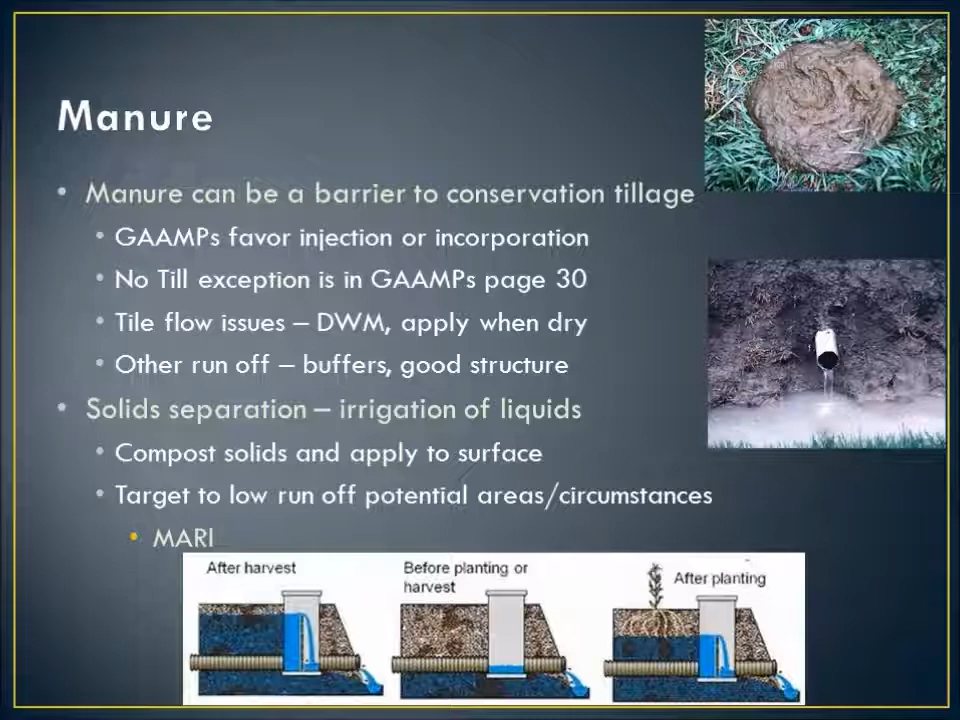 Manure
• Manure can be a barrier to conservation tillage
• GAAMPs favor injection or incorporation
• No Till exception is in GAAMPs page 30
• Tile flow issues – DWM, apply when dry
• Other run off – buffers, good structure
• Solids separation – irrigation of liquids
• Compost solids and apply to surface
• Target to low run off potential areas/circumstances
• MARI
After harvest
Before planting or
harvest
After planting